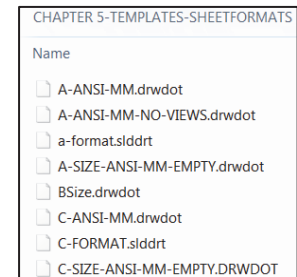 CHAPTER 5-TEMPLATES-SHEETFORMATS
Name
A-ANSI-MM.drwdot
A-ANSI-MM-NO-VIEWS.drwdot
a-format.slddrt
A-SIZE-ANSI-MM-EMPTY.drwdot
BSize.drwdot
C-ANSI-MM.drwdot
C-FORMAT.slddrt
C-SIZE-ANSI-MM-EMPTY.DRWDOT